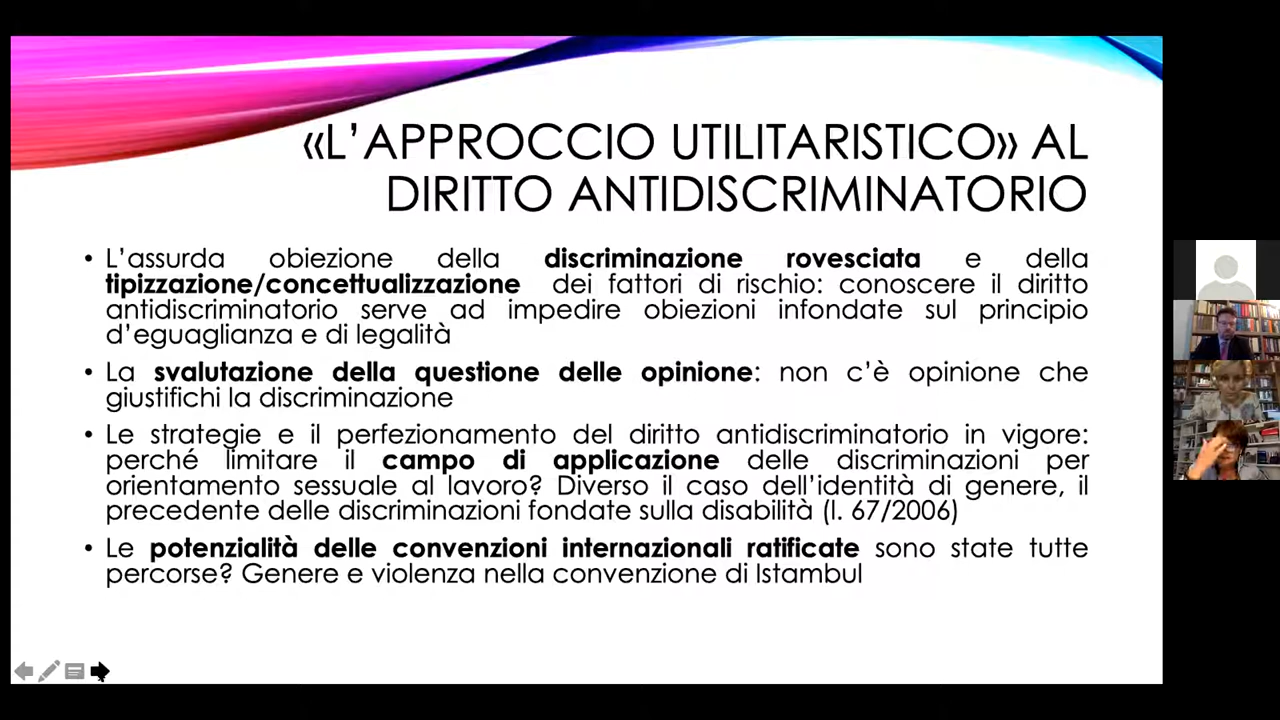 «L’APPROCCIO UTILITARISTICO» AL
DIRITTO ANTIDISCRIMINATORIO
• L’assurda obiezione della discriminazione rovesciata e della
tipizzazione/concettualizzazione dei fattori di rischio: conoscere il diritto
antidiscriminatorio serve ad impedire obiezioni infondate sul principio
d’eguaglianza e di legalità
• La svalutazione della questione delle opinione: non c’è opinione che
giustifichi la discriminazione
• Le strategie e il perfezionamento del diritto antidiscriminatorio in vigore:
perché limitare il campo di applicazione delle discriminazioni per
orientamento sessuale al lavoro? Diverso il caso dell’identità di genere, il
precedente delle discriminazioni fondate sulla disabilità (l. 67/2006)
• Le potenzialità delle convenzioni internazionali ratificate sono state tutte
percorse? Genere e violenza nella convenzione di Istambul